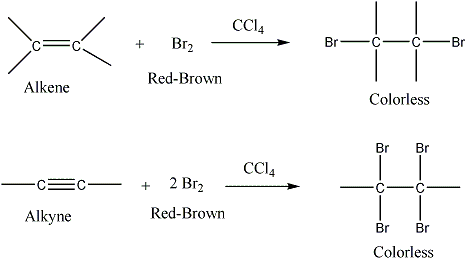 C=C + Br₂ CCl₄ Br C C Br
Alkene Red-Brown Colorless
Br Br
C≡C + 2 Br₂ CCl₄ C C
Alkyne Red-Brown Br Br
Colorless